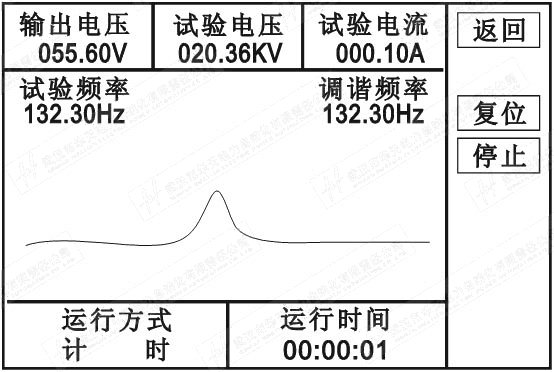 输出电压
055.60V
试验电压
020.36KV
试验电流
000.10A
返回
试验频率
132.30Hz
调谐频率
132.30Hz
复位
停止
运行方式
计 时
运行时间
00:00:01